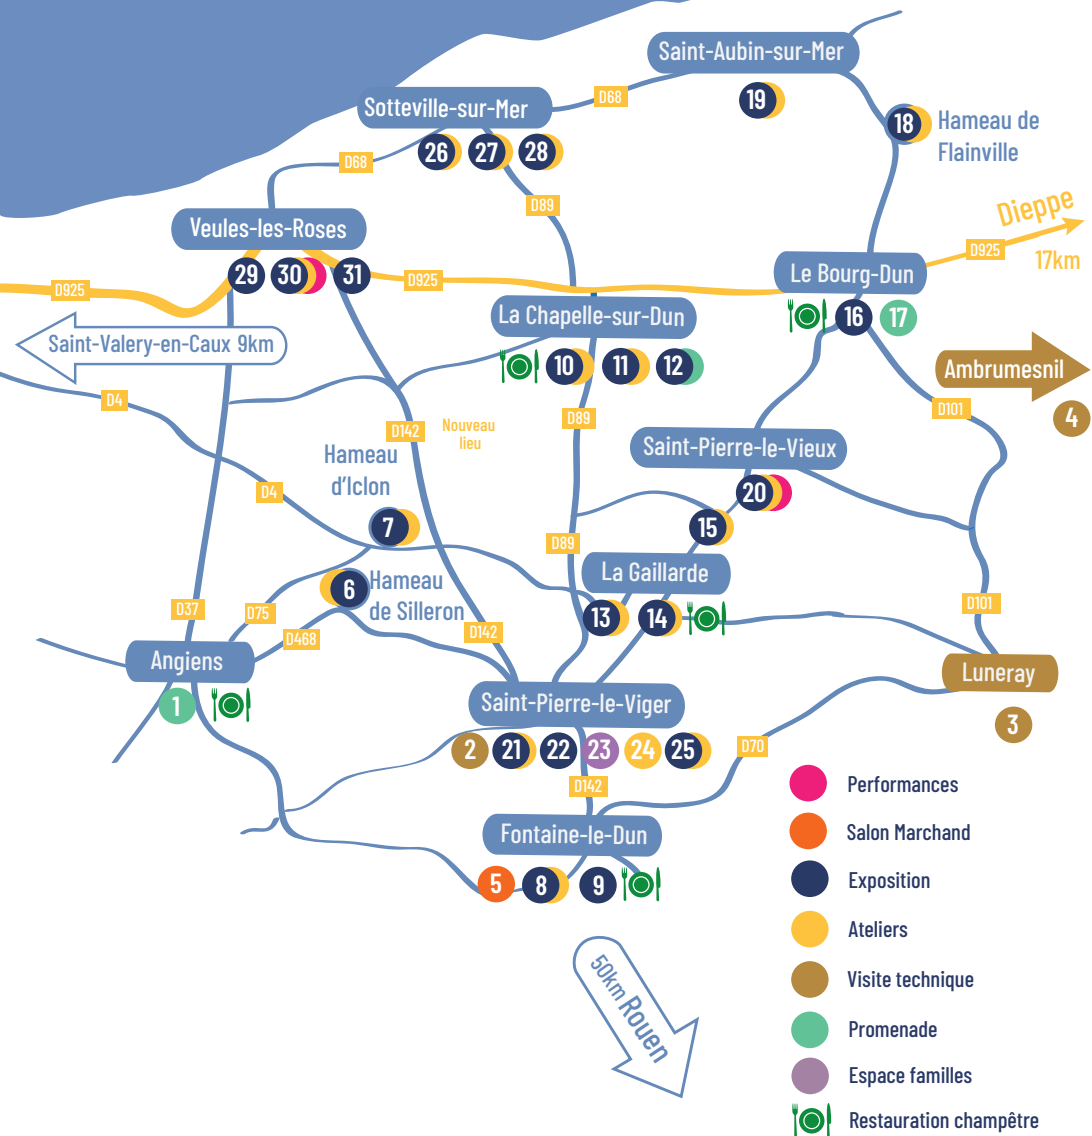 Saint-Aubin-sur-Mer
19
Sotteville-sur-Mer
D68
26
27
28
18
Hameau de
Flainville
D68
D89
Dieppe
D925
17km
Veules-les-Roses
29
30
31
D925
D925
Le Bourg-Dun
16
17
La Chapelle-sur-Dun
10
11
12
Saint-Valery-en-Caux 9km
Ambrumesnil
4
D4
D142
Nouveau
lieu
D89
D101
Saint-Pierre-le-Vieux
20
Hameau
d'Iclon
7
D4
15
D89
La Gaillarde
13
14
6
Hameau
de Silleron
D37
D75
D468
D142
D101
Angiens
1
Luneray
3
Saint-Pierre-le-Viger
2
21
22
23
24
25
D70
D142
Fontaine-le-Dun
5
8
9
50km Rouen
Performances
Salon Marchand
Exposition
Ateliers
Visite technique
Promenade
Espace familles
Restauration champêtre